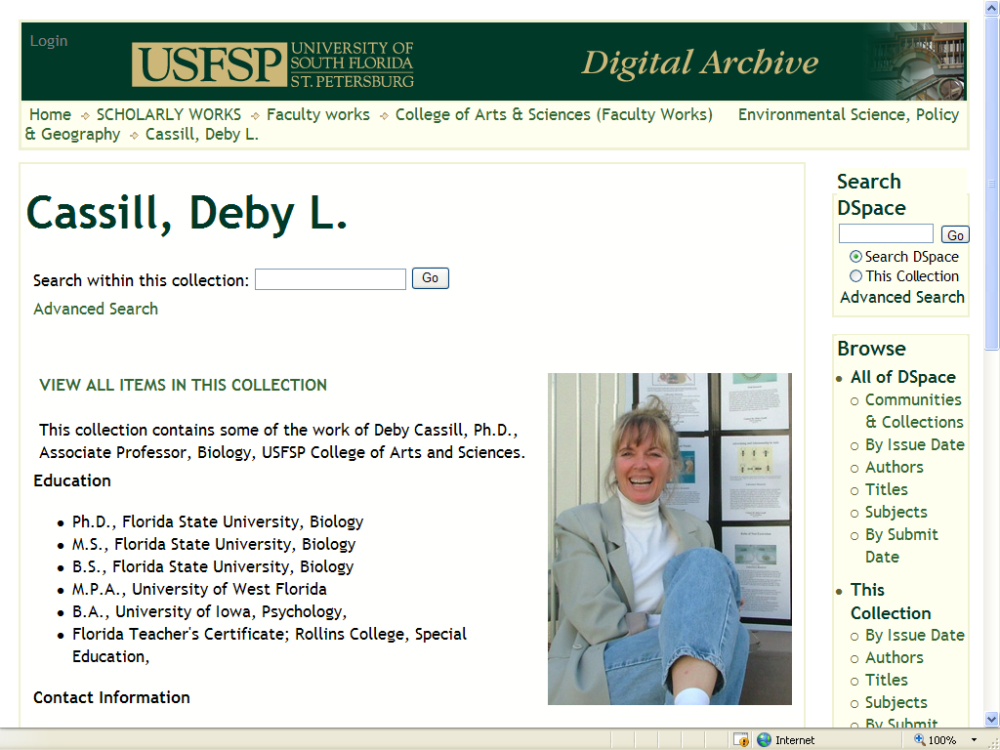 Login
USFSP UNIVERSITY OF
SOUTH FLORIDA
ST. PETERSBURG
Digital Archive
Home SCHOLARLY WORKS Faculty works College of Arts & Sciences (Faculty Works) Environmental Science, Policy
& Geography Cassill, Deby L.
Cassill, Deby L.
Search within this collection: Go
Advanced Search
VIEW ALL ITEMS IN THIS COLLECTION
This collection contains some of the work of Deby Cassill, Ph.D.,
Associate Professor, Biology, USFSP College of Arts and Sciences.
Education
Ph.D., Florida State University, Biology
M.S., Florida State University, Biology
B.S., Florida State University, Biology
M.P.A., University of West Florida
B.A., University of Iowa, Psychology,
Florida Teacher's Certificate; Rollins College, Special
Education,
Contact Information
Search
DSpace
Go
Search DSpace
This Collection
Advanced Search
Browse
All of DSpace
Communities
& Collections
By Issue Date
Authors
Titles
Subjects
By Submit
Date
This
Collection
By Issue Date
Authors
Titles
Subjects
By Submit
Internet
100%